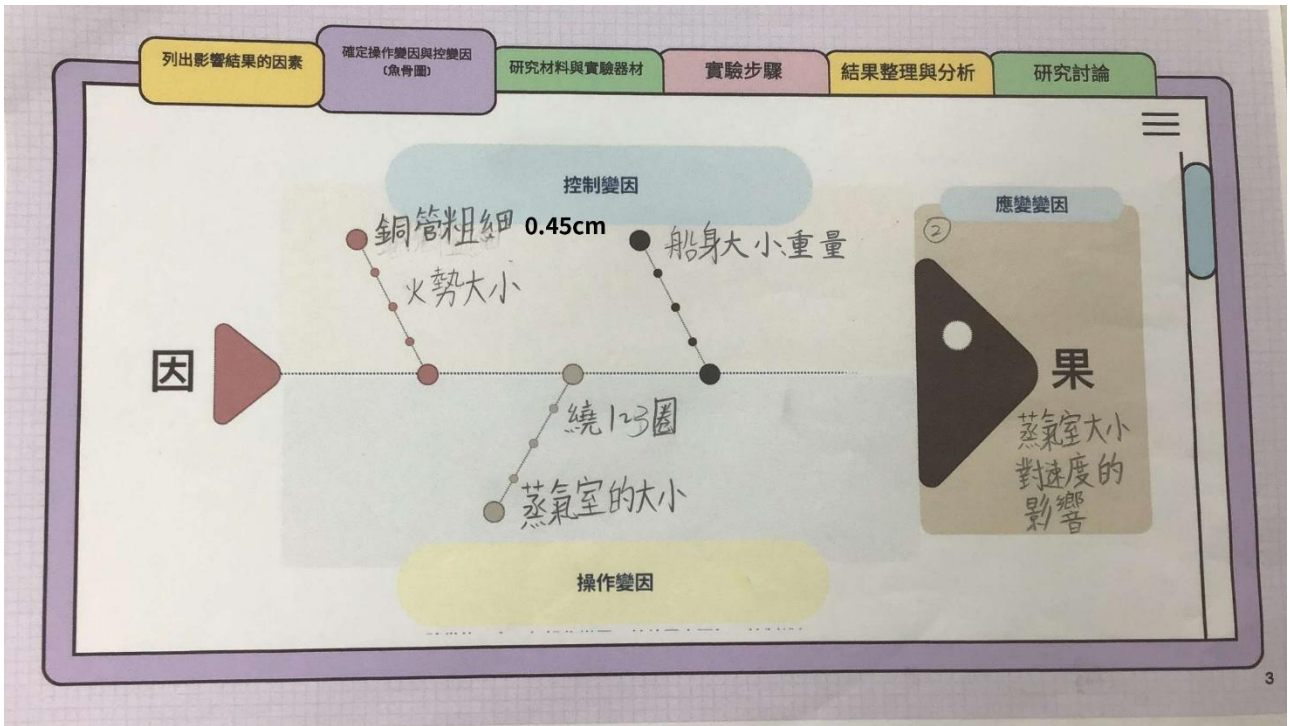 列出影響結果的因素
確定操作變因與控變因
(魚骨圖)
研究材料與實驗器材
實驗步驟
結果整理與分析
研究討論
控制變因
銅管粗細 0.45cm
火勢大小
船身大小、重量
應變變因
②
因
果
繞123圈
蒸氣室的大小
蒸氣室大小
對速度的
影響
操作變因
3